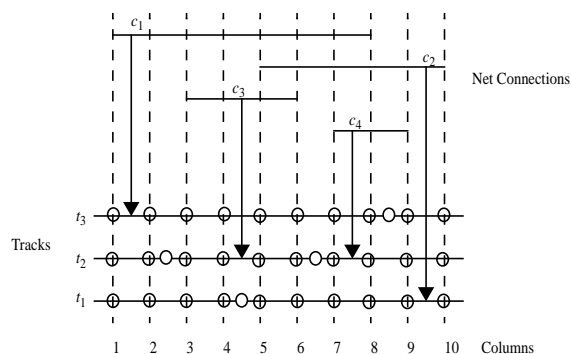 c1
c2
Net Connections
c3
c4
t3
Tracks
t2
t1
1 2 3 4 5 6 7 8 9 10 Columns